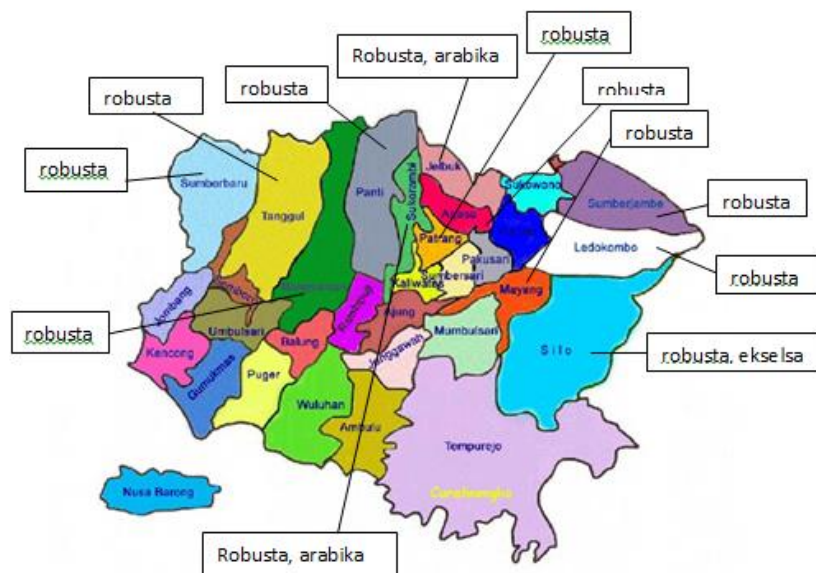 robusta
Robusta, arabika
robusta
robusta
robusta
robusta
robusta
Jelbuk
Sumberbaru
Sukorambi
Sukowono
Panti
Sumberjambe
Tanggul
robusta
Patrang
Ledokombo
Pakusari
Sumbersari
Kaliwates
robusta
Mayang
Jombang
Ajung
Umbulsari
Mumbulsari
robusta
Balung
Silo
robusta, ekselsa
Kencong
Jenggawah
Gumukmas
Puger
Wuluhan
Ambulu
Tempurejo
Nusa Barong
Robusta, arabika